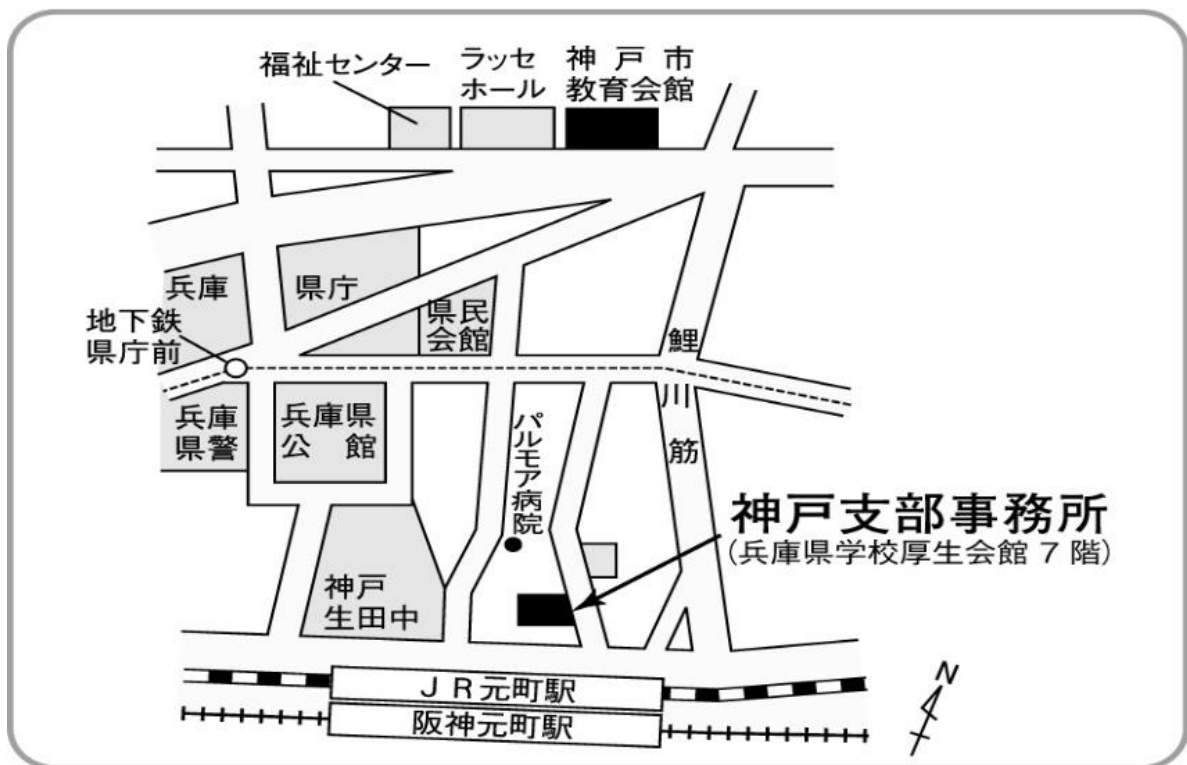 福祉センター
ラッセ
ホール
神戸市
教育会館
兵庫
県庁
地下鉄
県庁前
県民
会館
鯉川筋
兵庫
県警
兵庫県
公館
パルモア病院
神戸支部事務所
(兵庫県学校厚生会館7階)
神戸
生田中
JR元町駅
阪神元町駅
N